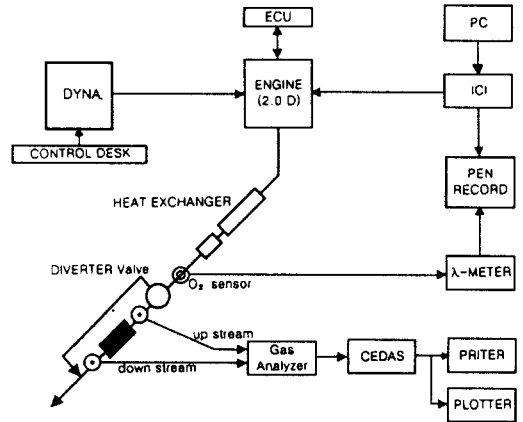 ECU
PC
DYNA.
ENGINE
(2.0 D)
ICI
CONTROL DESK
PEN
RECORD
HEAT EXCHANGER
DIVERTER Valve
O₂ sensor
λ-METER
up stream
down stream
Gas
Analyzer
CEDAS
PRITER
PLOTTER